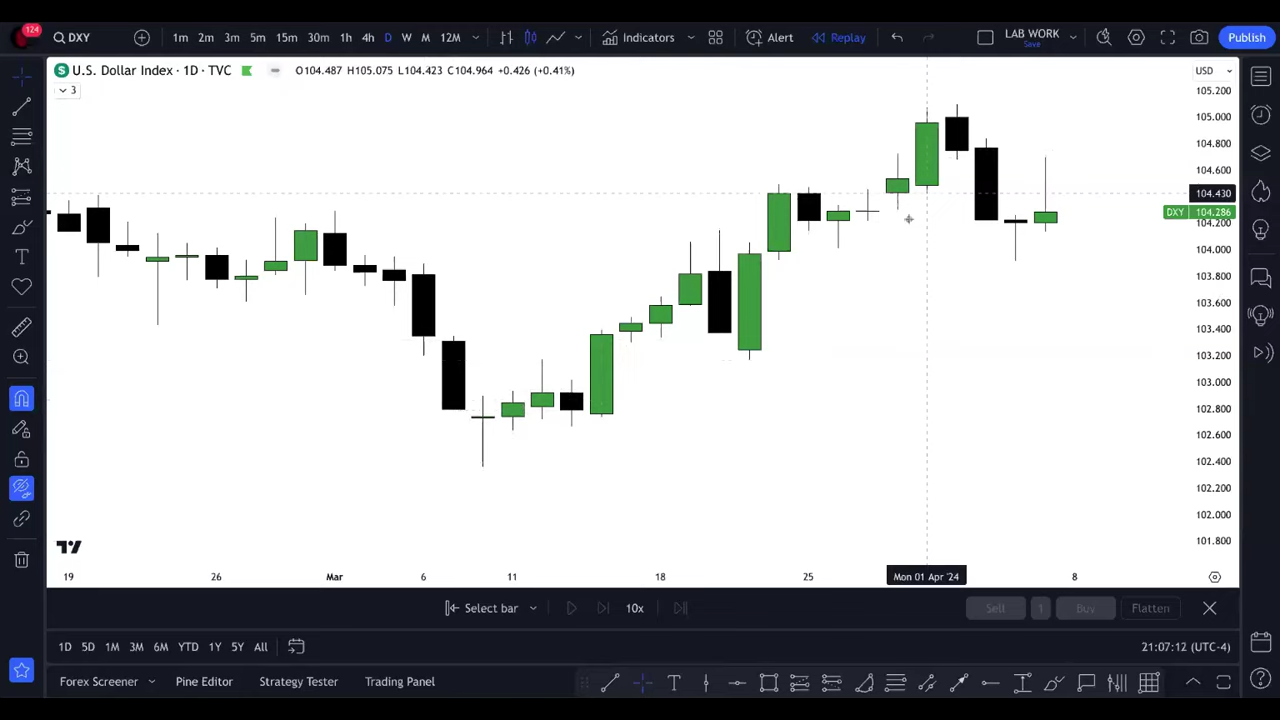 124
DXY
1m 2m 3m 5m 15m 30m 1h 4h D W M 12M
Indicators
Alert
Replay
LAB WORK
Save
Publish
S U.S. Dollar Index · 1D · TVC O104.487 H105.075 L104.423 C104.964 +0.426 (+0.41%)
3
USD
105.200
105.000
104.800
104.600
104.430
DXY 104.286
104.200
104.000
103.800
103.600
103.400
103.200
103.000
102.800
102.600
102.400
102.200
102.000
101.800
19 26 Mar 6 11 18 25 Mon 01 Apr '24 8
Select bar 10x Sell 1 Buy Flatten
1D 5D 1M 3M 6M YTD 1Y 5Y All 21:07:12 (UTC-4)
Forex Screener Pine Editor Strategy Tester Trading Panel